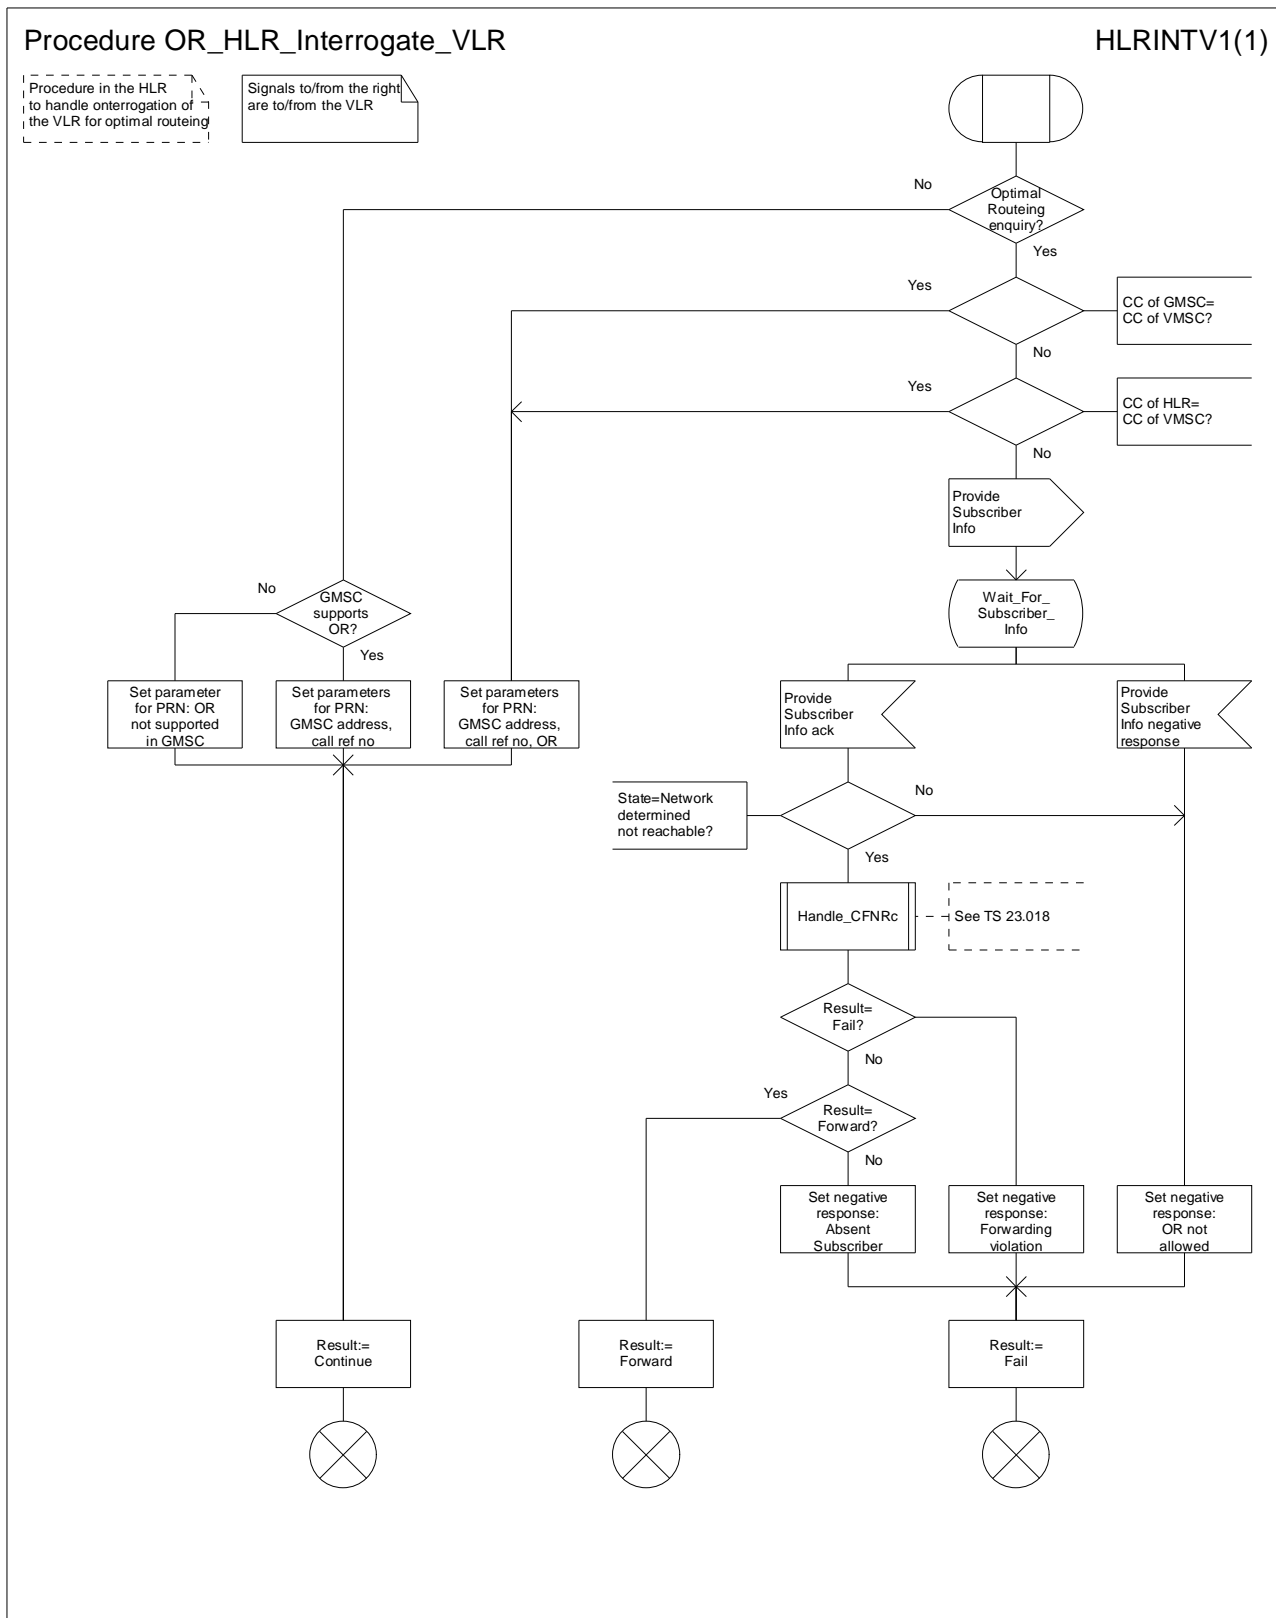 Procedure OR_HLR_Interrogate_VLR
HLRINTV1(1)
Procedure in the HLR
to handle onterrogation of
the VLR for optimal routeing
Signals to/from the right
are to/from the VLR
No
Optimal
Routeing
enquiry?
Yes
Yes
CC of GMSC=
CC of VMSC?
No
Yes
CC of HLR=
CC of VMSC?
No
Provide
Subscriber
Info
No
GMSC
supports
OR?
Yes
Wait_For_
Subscriber_
Info
Set parameter
for PRN: OR
not supported
in GMSC
Set parameters
for PRN:
GMSC address,
call ref no
Set parameters
for PRN:
GMSC address,
call ref no, OR
Provide
Subscriber
Info ack
Provide
Subscriber
Info negative
response
State=Network
determined
not reachable?
No
Yes
Handle_CFNRc
See TS 23.018
Result=
Fail?
No
Yes
Result=
Forward?
No
Set negative
response:
Absent
Subscriber
Set negative
response:
Forwarding
violation
Set negative
response:
OR not
allowed
Result:=
Continue
Result:=
Forward
Result:=
Fail